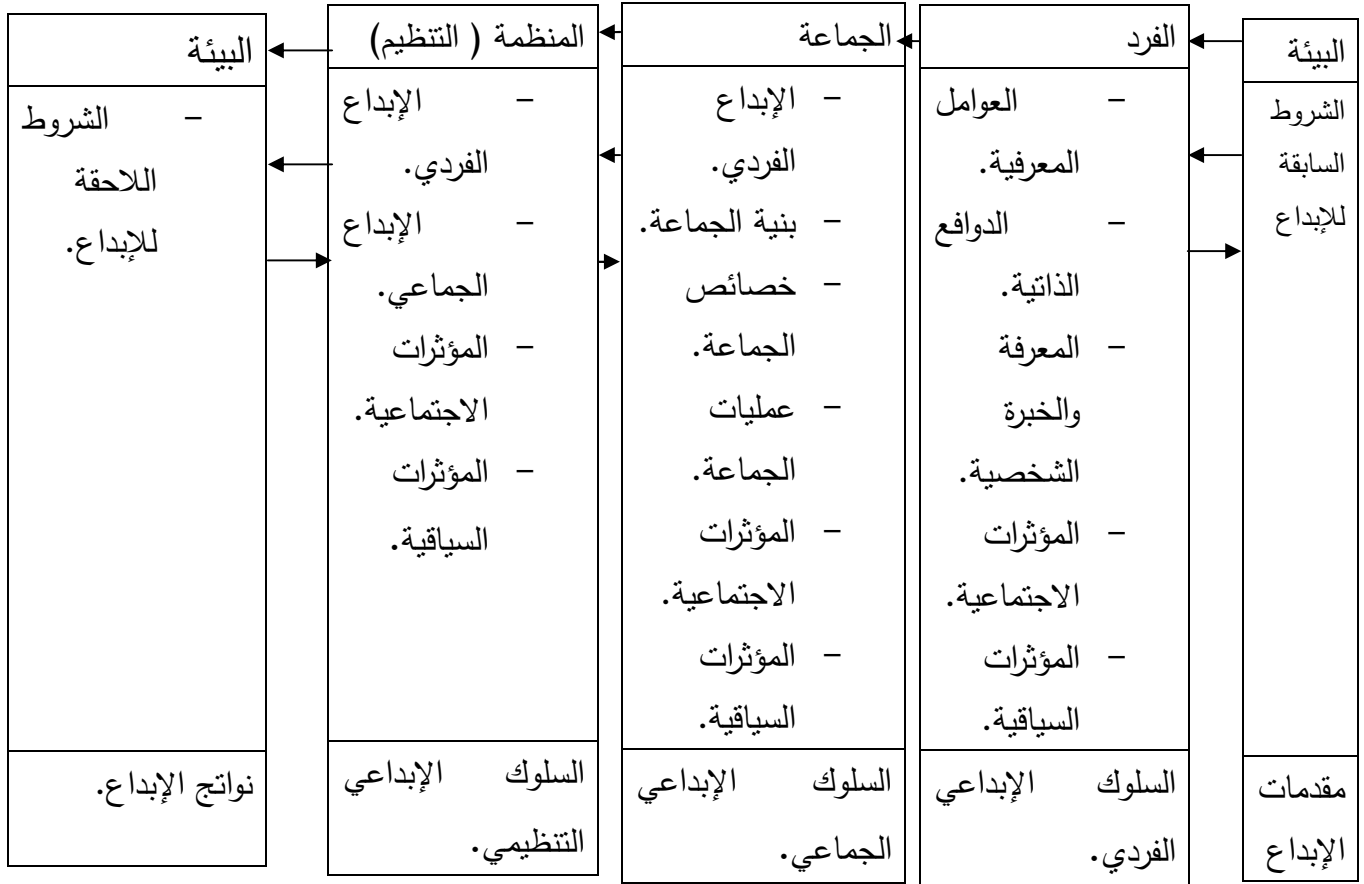 البيئة
الشروط
السابقة
للإبداع
مقدمات
الإبداع
الفرد
- العوامل
المعرفية.
- الدوافع
الذاتية.
- المعرفة
والخبرة
الشخصية.
- المؤثرات
الاجتماعية.
- المؤثرات
السياقية.
السلوك الإبداعي
الفردي.
الجماعة
- الإبداع
الفردي.
- بنية الجماعة.
- خصائص
الجماعة.
- عمليات
الجماعة.
- المؤثرات
الاجتماعية.
- المؤثرات
السياقية.
السلوك الإبداعي
الجماعي.
المنظمة ( التنظيم)
- الإبداع
الفردي.
- الإبداع
الجماعي.
- المؤثرات
الاجتماعية.
- المؤثرات
السياقية.
السلوك الإبداعي
التنظيمي.
البيئة
- الشروط
اللاحقة
للإبداع.
نواتج الإبداع.